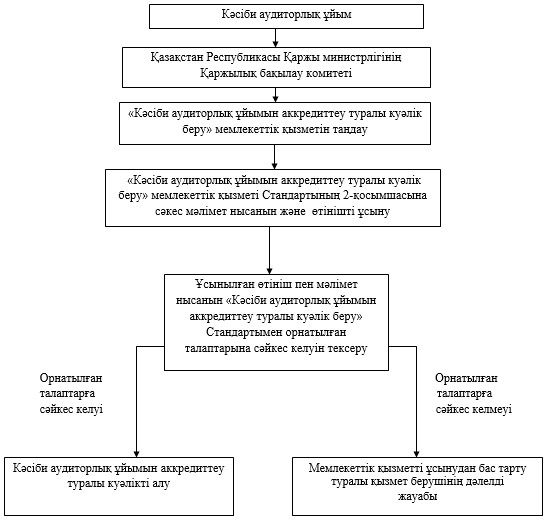 Кәсіби аудиторлық ұйым
Қазақстан Республикасы Қаржы министрлігінің
Қаржылық бақылау комитеті
«Кәсіби аудиторлық ұйымын аккредиттеу туралы куәлік
беру» мемлекеттік қызметін таңдау
«Кәсіби аудиторлық ұйымын аккредиттеу туралы куәлік
беру» мемлекеттік қызметі Стандартының 2-қосымшасына
сәкес мәлімет нысанын және өтінішті ұсыну
Ұсынылған өтініш пен мәлімет
нысанын «Кәсіби аудиторлық ұйымын
аккредиттеу туралы куәлік беру»
Стандартымен орнатылған
талаптарына сәйкес келуін тексеру
Орнатылған
талаптарға
сәйкес келуі
Орнатылған
талаптарға
сәйкес келмеуі
Кәсіби аудиторлық ұйымын аккредиттеу
туралы куәлікті алу
Мемлекеттік қызметті ұсынудан бас тарту
туралы қызмет берушінің дәлелді
жауабы